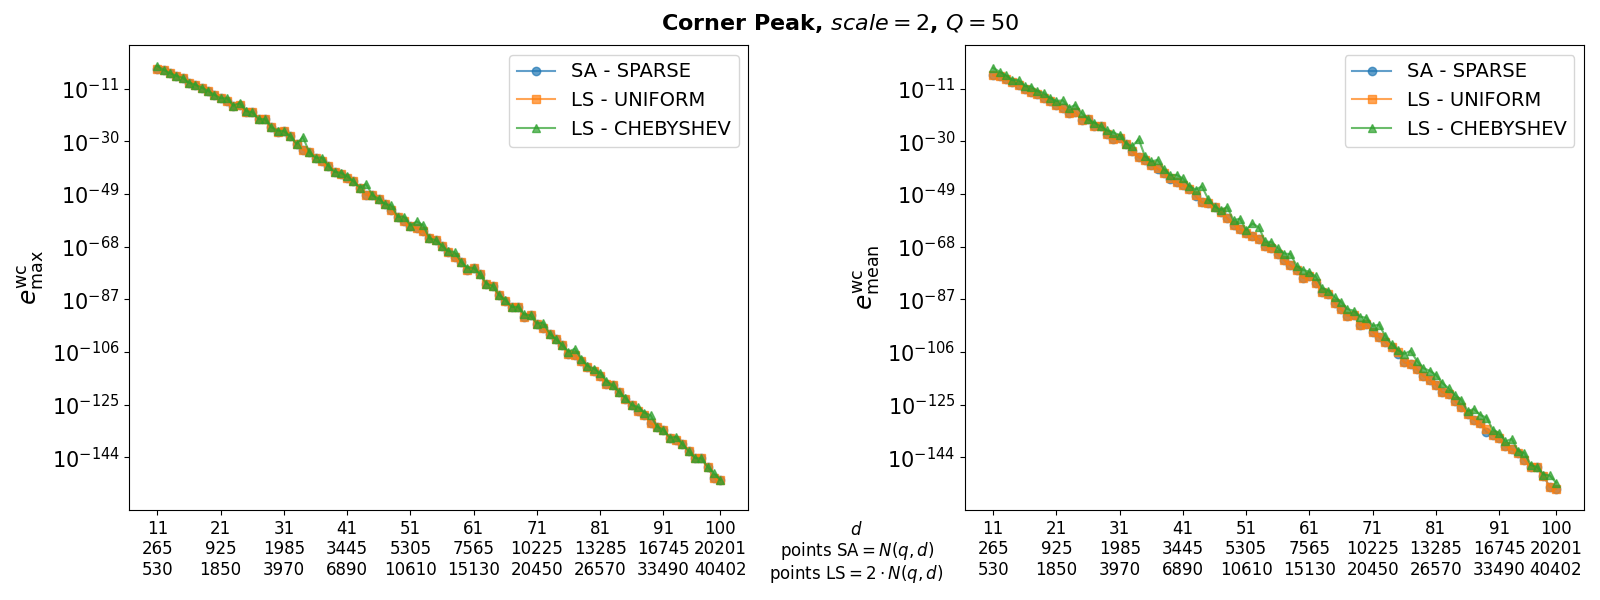 Corner Peak, scale = 2, Q = 50
SA - SPARSE
LS - UNIFORM
LS - CHEBYSHEV
e^wc_max
10^−11
10^−30
10^−49
10^−68
10^−87
10^−106
10^−125
10^−144
11 21 31 41 51 61 71 81 91 100
265 925 1985 3445 5305 7565 10225 13285 16745 20201
530 1850 3970 6890 10610 15130 20450 26570 33490 40402
d
points SA = N(q, d)
points LS = 2 · N(q, d)
SA - SPARSE
LS - UNIFORM
LS - CHEBYSHEV
e^wc_mean
10^−11
10^−30
10^−49
10^−68
10^−87
10^−106
10^−125
10^−144
11 21 31 41 51 61 71 81 91 100
265 925 1985 3445 5305 7565 10225 13285 16745 20201
530 1850 3970 6890 10610 15130 20450 26570 33490 40402